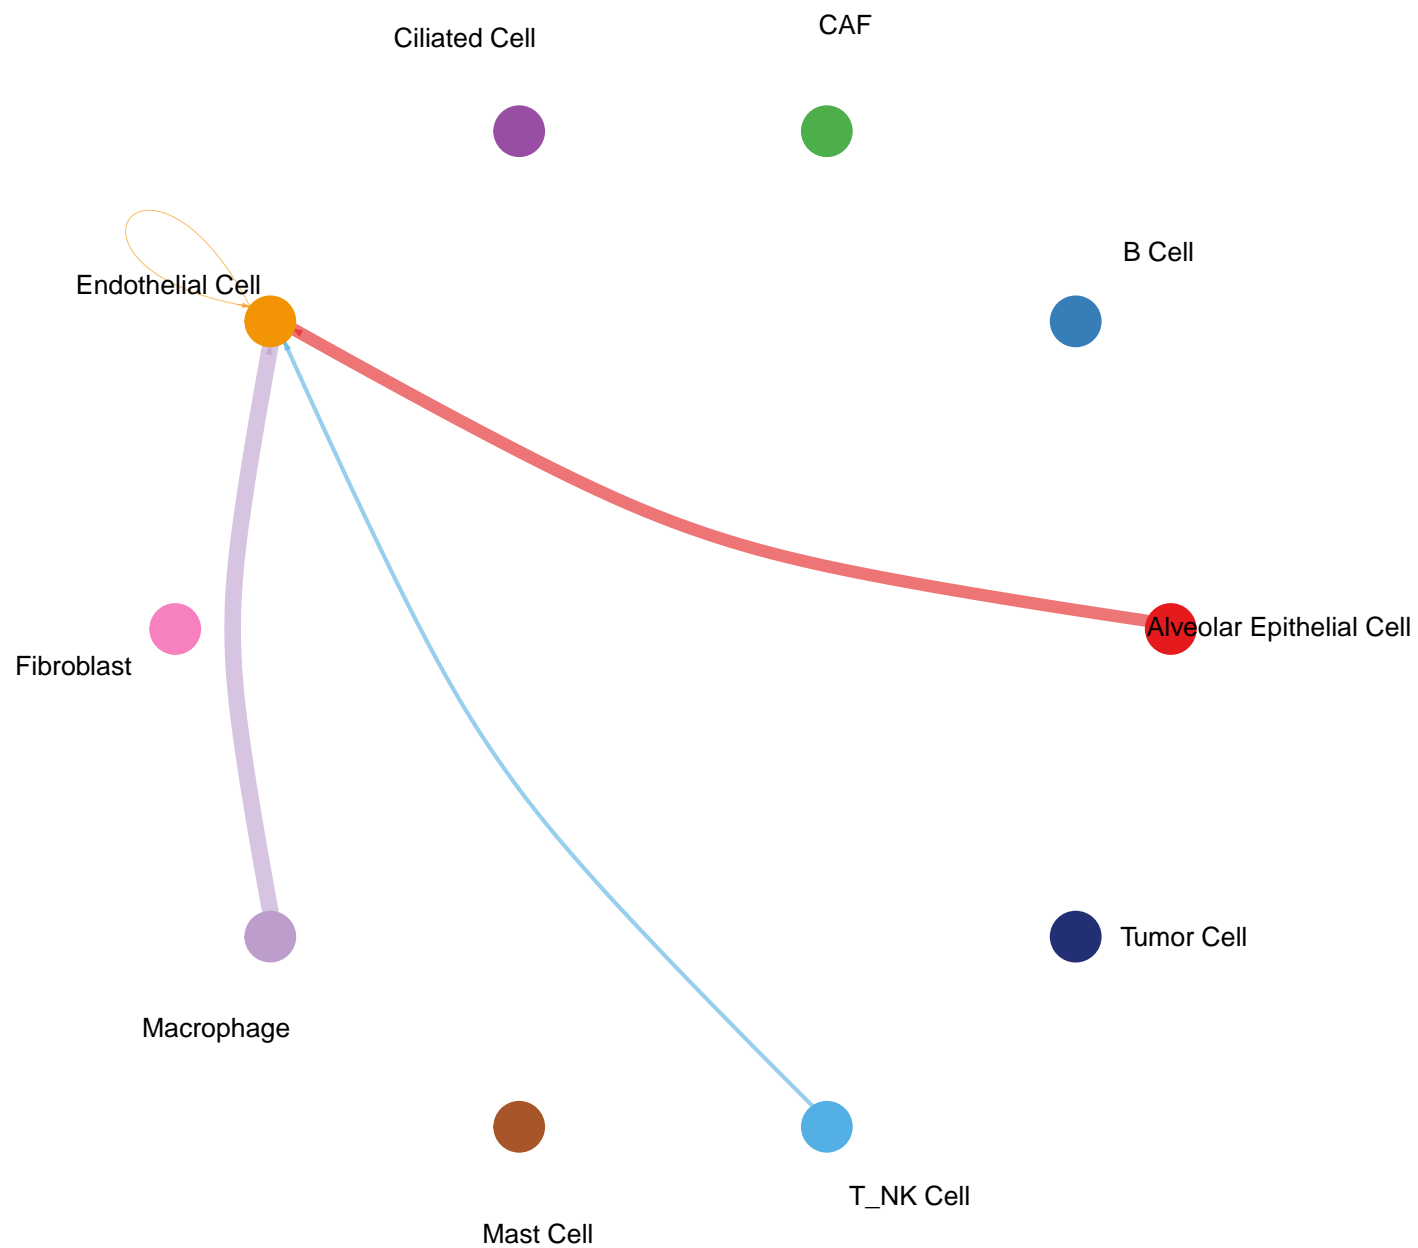 CAF
Ciliated Cell
B Cell
Endothelial Cell
Alveolar Epithelial Cell
Fibroblast
Tumor Cell
Macrophage
T_NK Cell
Mast Cell